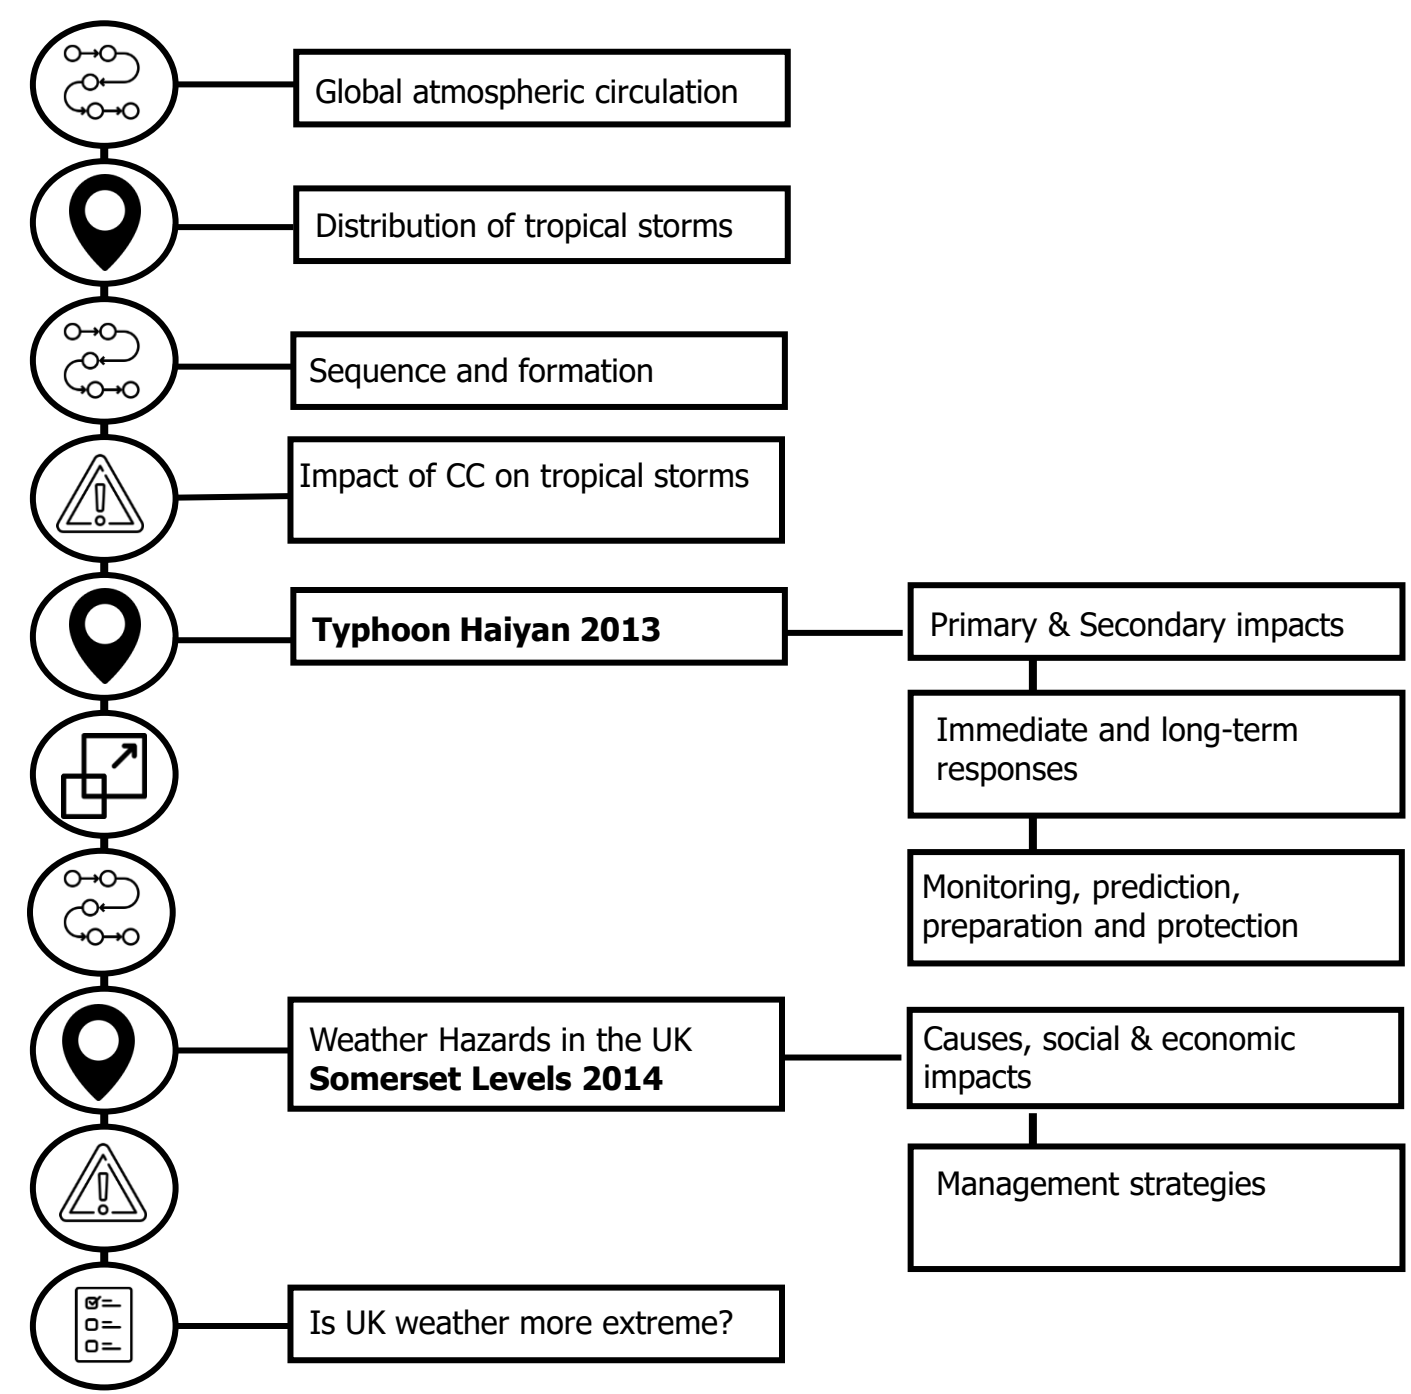 Global atmospheric circulation
Distribution of tropical storms
Sequence and formation
Impact of CC on tropical storms
Typhoon Haiyan 2013
Primary & Secondary impacts
Immediate and long-term
responses
Monitoring, prediction,
preparation and protection
Weather Hazards in the UK
Somerset Levels 2014
Causes, social & economic
impacts
Management strategies
Is UK weather more extreme?